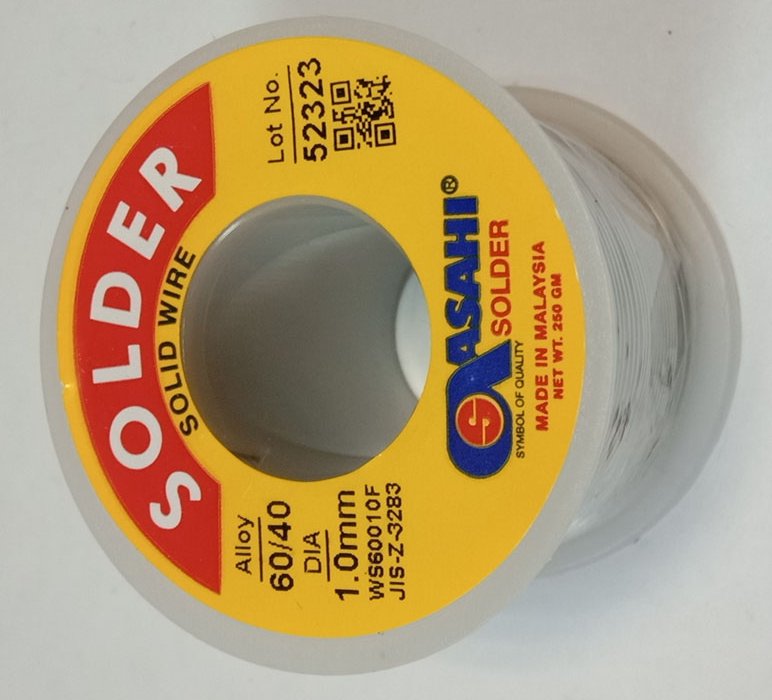 SOLDER
SOLID WIRE
Alloy
60/40
DIA
1.0mm
WS60010F
JIS-Z-3283
Lot No.
52323
ASAHI®
SOLDER
SYMBOL OF QUALITY
MADE IN MALAYSIA
NET WT. 250 GM